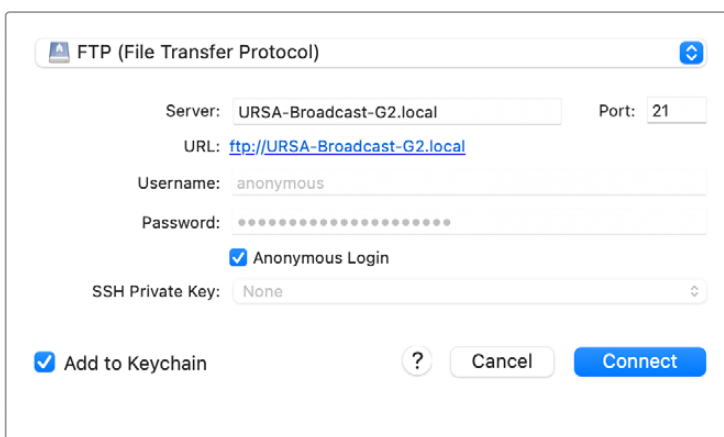 FTP (File Transfer Protocol)
Server: URSA-Broadcast-G2.local Port: 21
URL: ftp://URSA-Broadcast-G2.local
Username: anonymous
Password: •••••••••••••••••••••
Anonymous Login
SSH Private Key: None
Add to Keychain ? Cancel Connect